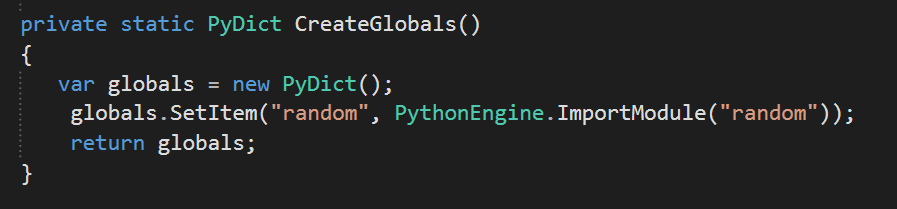 private static PyDict CreateGlobals()
{
var globals = new PyDict();
globals.SetItem("random", PythonEngine.ImportModule("random"));
return globals;
}